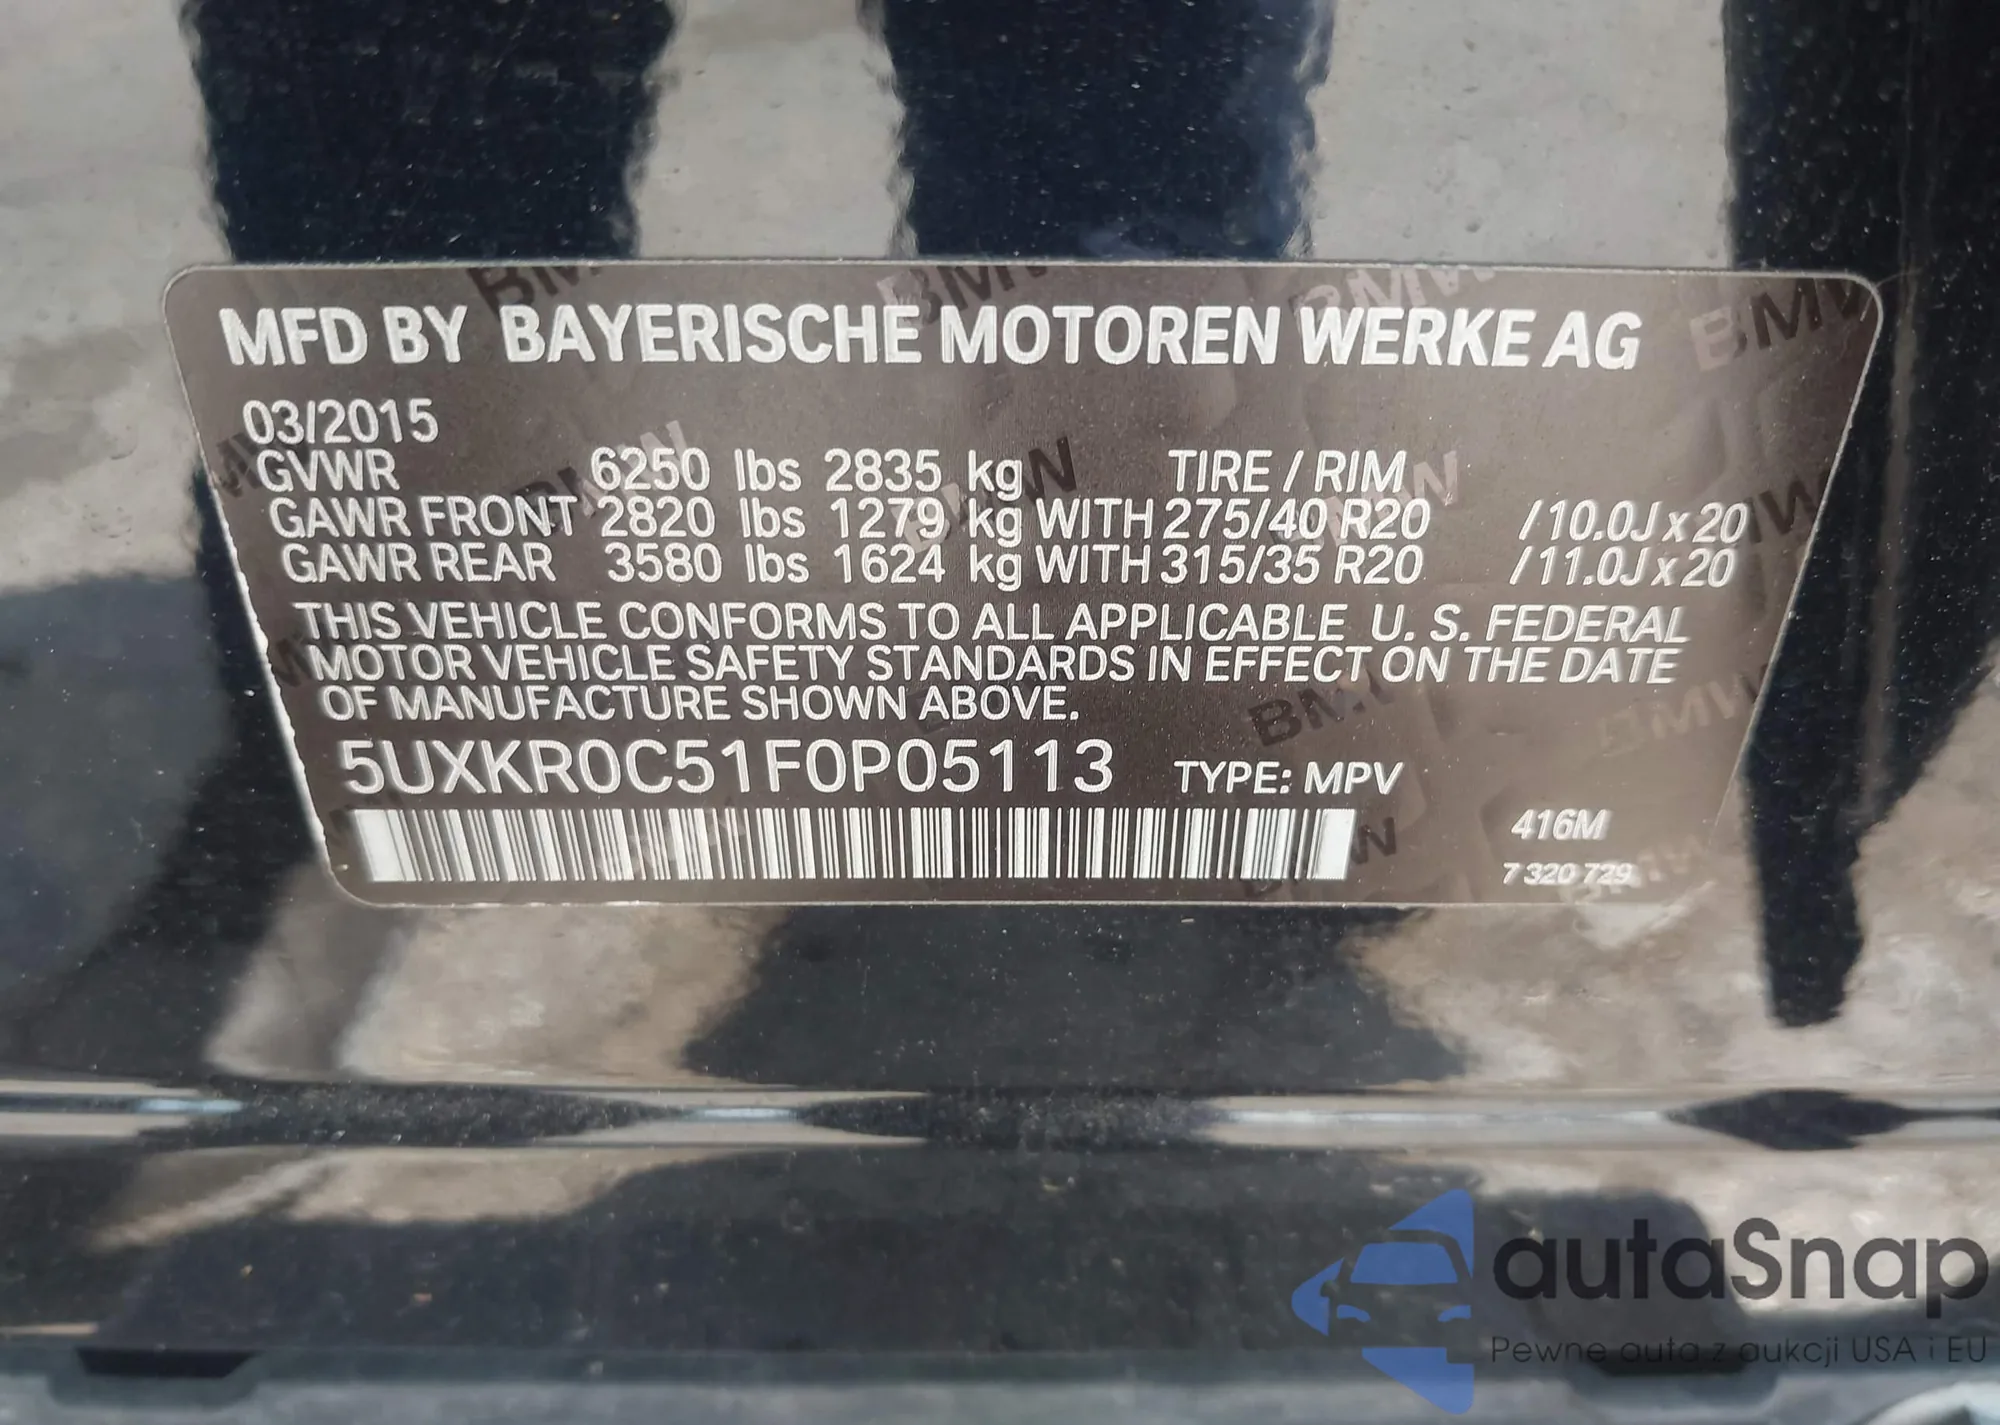 MFD BY BAYERISCHE MOTOREN WERKE AG
03/2015
GVWR 6250 lbs 2835 kg TIRE / RIM
GAWR FRONT 2820 lbs 1279 kg WITH 275/40 R20 /10.0J x 20
GAWR REAR 3580 lbs 1624 kg WITH 315/35 R20 /11.0J x 20
THIS VEHICLE CONFORMS TO ALL APPLICABLE U. S. FEDERAL
MOTOR VEHICLE SAFETY STANDARDS IN EFFECT ON THE DATE
OF MANUFACTURE SHOWN ABOVE.
5UXKR0C51F0P05113 TYPE: MPV
416M
7 320 729
autaSnap
Pewne auta z aukcji USA i EU